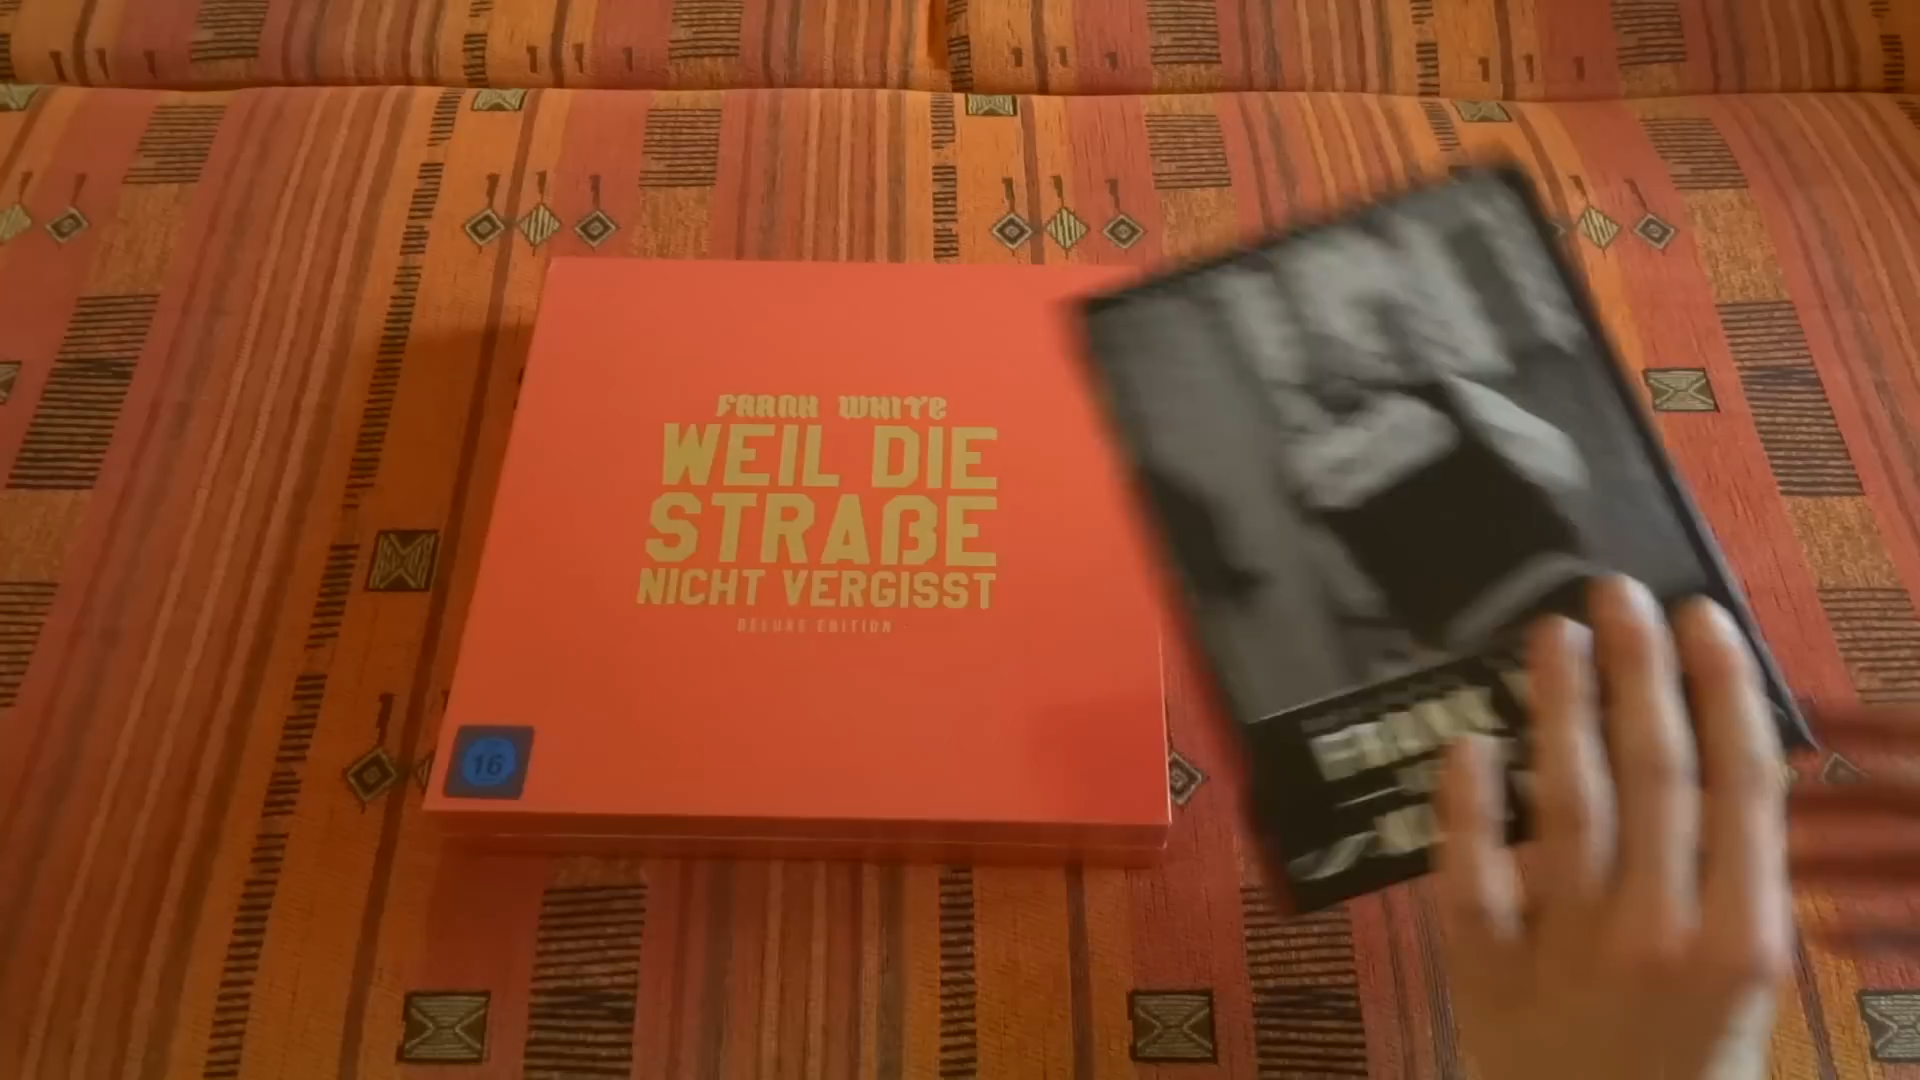 FRANK WHITE
WEIL DIE
STRAßE
NICHT VERGISST
DELUXE EDITION
16